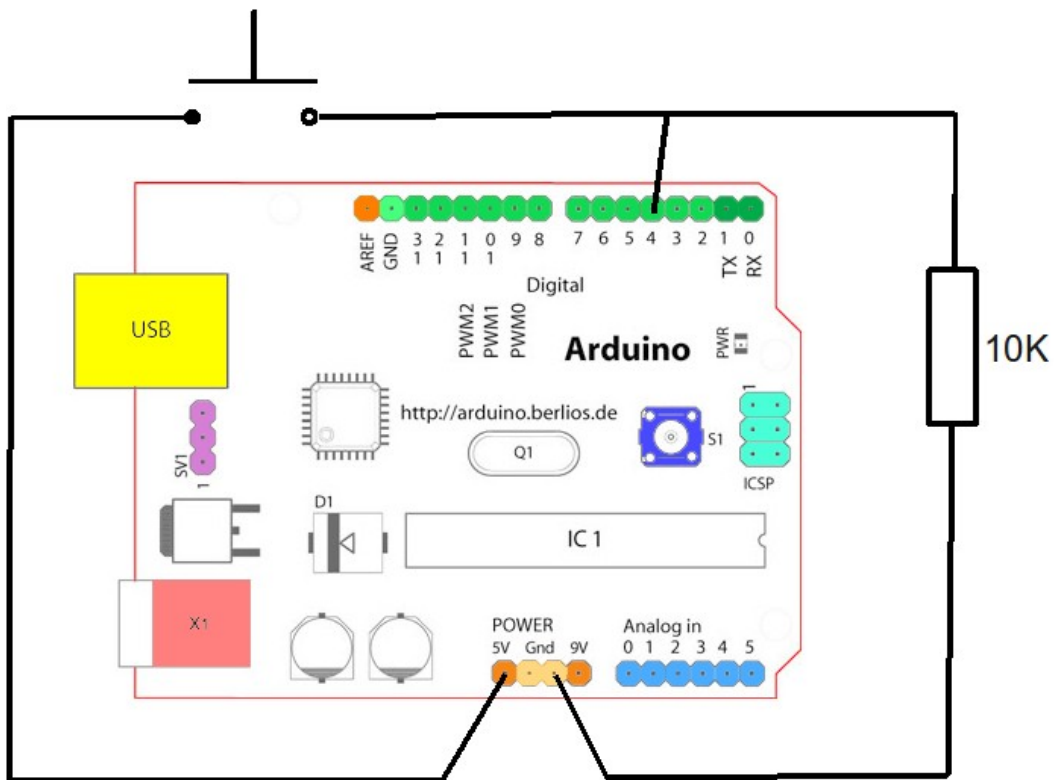 AREF
GND
13
12
11
10
9
8
7
6
5
4
3
2
1
0
TX
RX
Digital
PWM2
PWM1
PWM0
Arduino
PWR
USB
10K
http://arduino.berlios.de
1
S1
Q1
ICSP
SV1
1
D1
IC 1
X1
POWER
5V Gnd 9V
Analog in
0 1 2 3 4 5